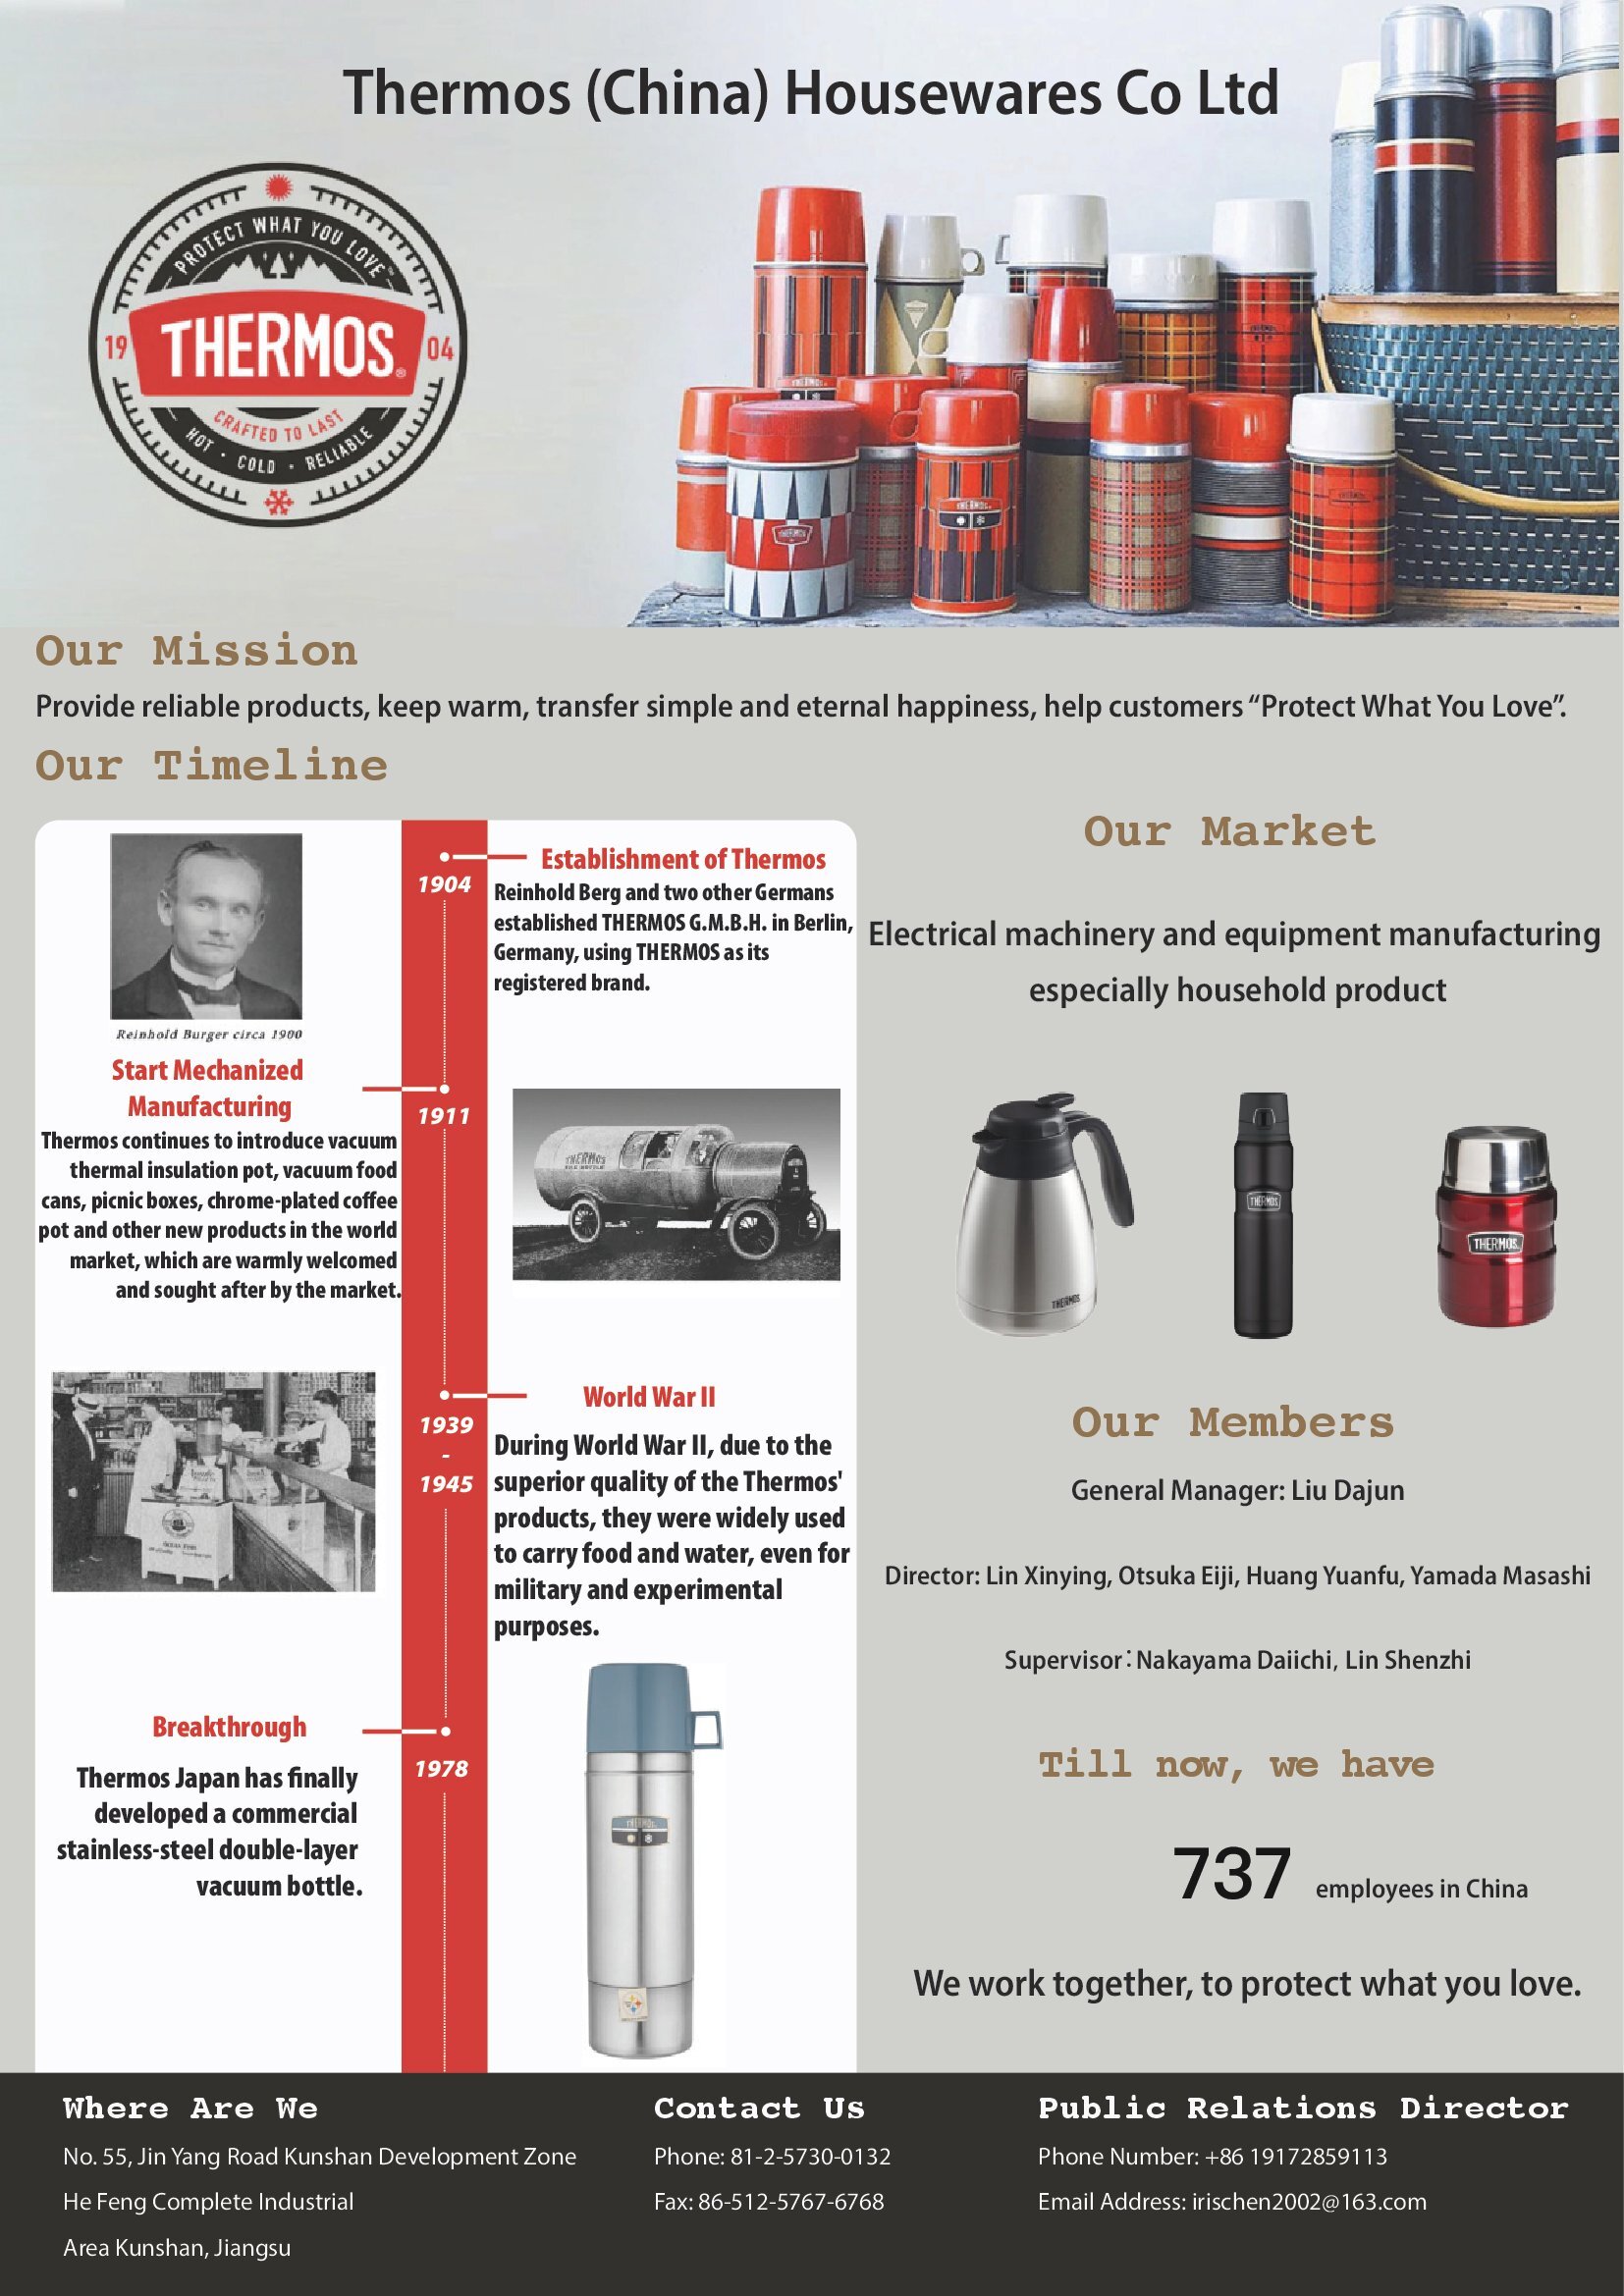 Thermos (China) Housewares Co Ltd
PROTECT WHAT YOU LOVE™
19 THERMOS® 04
CRAFTED TO LAST
HOT · COLD · RELIABLE
Our Mission
Provide reliable products, keep warm, transfer simple and eternal happiness, help customers “Protect What You Love”.
Our Timeline
Reinhold Burger circa 1900
1904
Establishment of Thermos
Reinhold Berg and two other Germans
established THERMOS G.M.B.H. in Berlin,
Germany, using THERMOS as its
registered brand.
Start Mechanized
Manufacturing
1911
Thermos continues to introduce vacuum
thermal insulation pot, vacuum food
cans, picnic boxes, chrome-plated coffee
pot and other new products in the world
market, which are warmly welcomed
and sought after by the market.
THERMOS
1939
-
1945
World War II
During World War II, due to the
superior quality of the Thermos'
products, they were widely used
to carry food and water, even for
military and experimental
purposes.
Breakthrough
1978
Thermos Japan has finally
developed a commercial
stainless-steel double-layer
vacuum bottle.
THERMOS
Our Market
Electrical machinery and equipment manufacturing
especially household product
THERMOS
THERMOS
THERMOS
Our Members
General Manager: Liu Dajun
Director: Lin Xinying, Otsuka Eiji, Huang Yuanfu, Yamada Masashi
Supervisor：Nakayama Daiichi, Lin Shenzhi
Till now, we have
737 employees in China
We work together, to protect what you love.
Where Are We
No. 55, Jin Yang Road Kunshan Development Zone
He Feng Complete Industrial
Area Kunshan, Jiangsu
Contact Us
Phone: 81-2-5730-0132
Fax: 86-512-5767-6768
Public Relations Director
Phone Number: +86 19172859113
Email Address: irischen2002@163.com